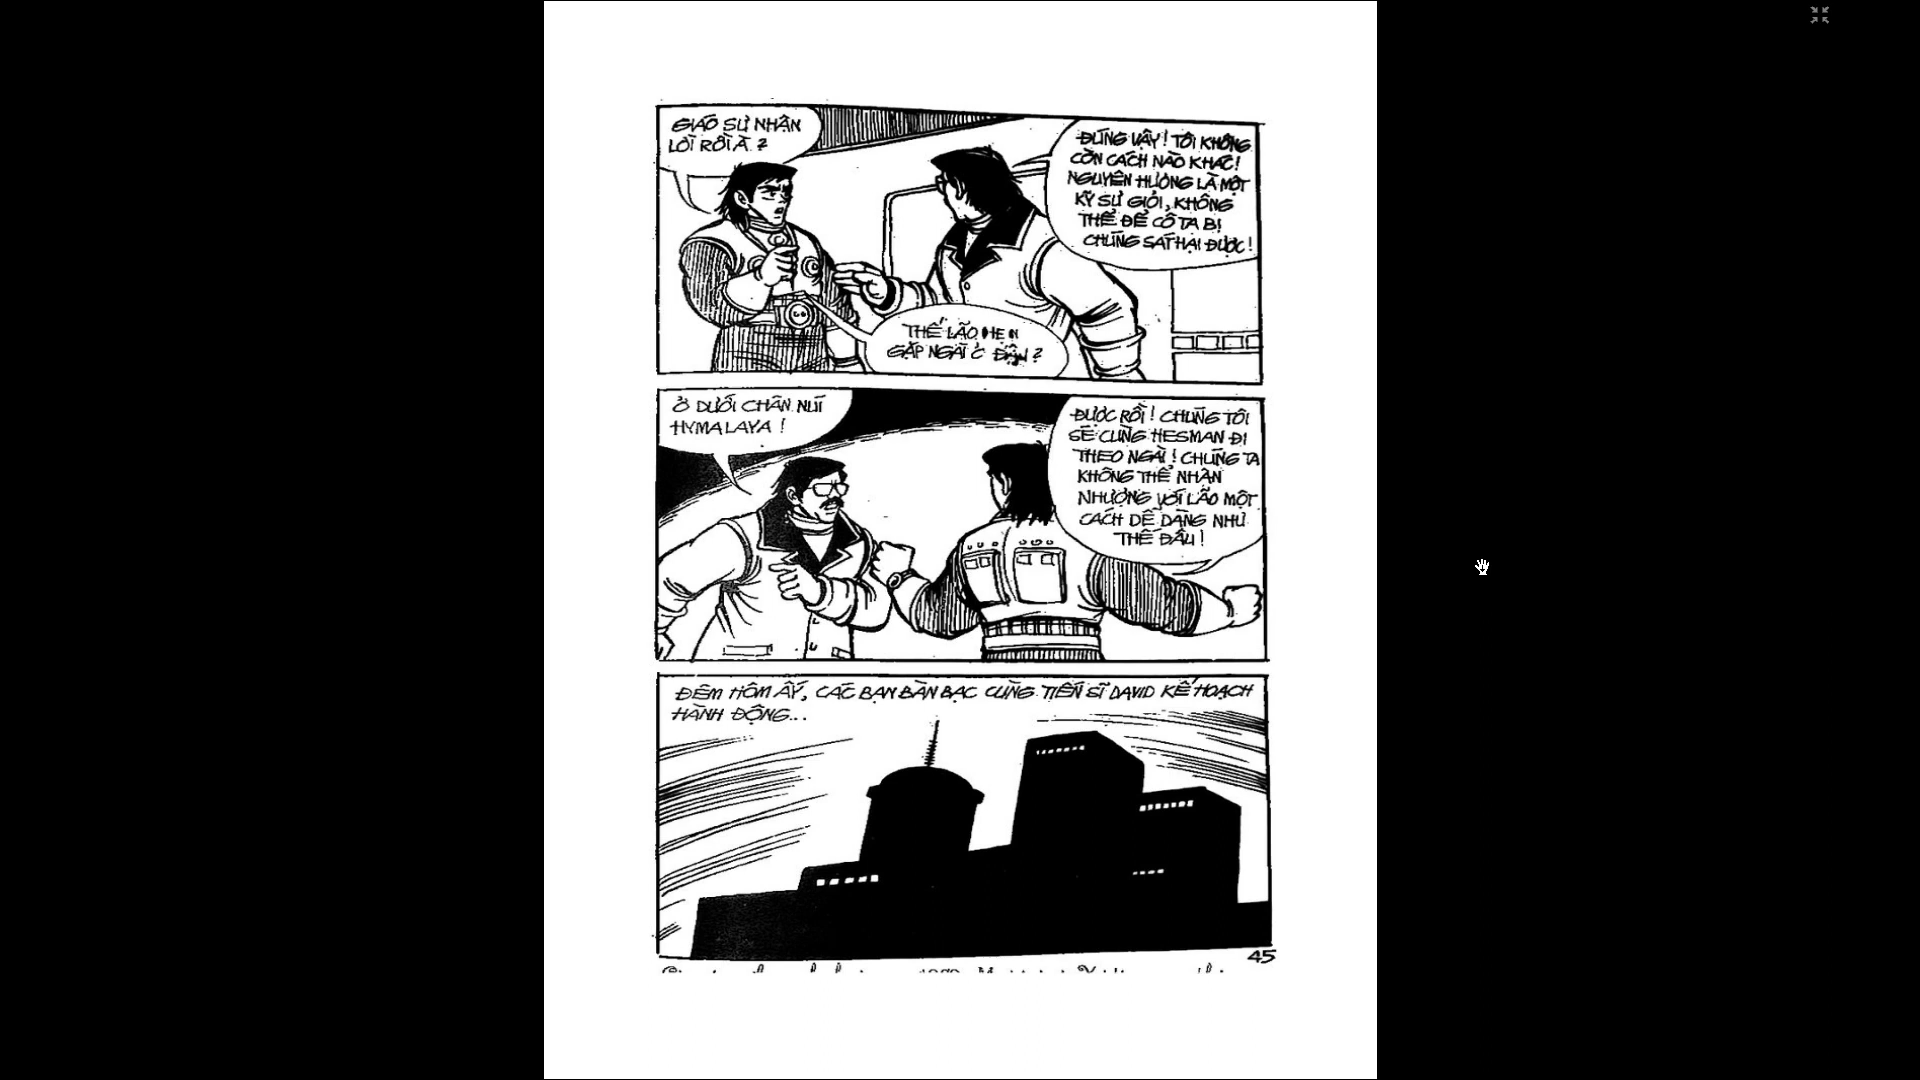 GIÁO SƯ NHẬN
LỜI RỒI À ?
ĐÚNG VẬY! TÔI KHÔNG
CÒN CÁCH NÀO KHÁC!
NGUYÊN HƯƠNG LÀ MỘT
KỸ SƯ GIỎI, KHÔNG
THỂ ĐỂ CÔ TA BỊ
CHÚNG SÁT HẠI ĐƯỢC!
THẾ LÃO HẸN
GẶP NGÀI Ở ĐÂU ?
Ở DƯỚI CHÂN NÚI
HYMALAYA !
ĐƯỢC RỒI! CHÚNG TÔI
SẼ CÙNG HESMAN ĐI
THEO NGÀI! CHÚNG TA
KHÔNG THỂ NHÂN
NHƯỢNG VỚI LÃO MỘT
CÁCH DỄ DÀNG NHƯ
THẾ ĐÂU!
ĐÊM HÔM ẤY, CÁC BẠN BÀN BẠC CÙNG TIẾN SĨ DAVID KẾ HOẠCH
HÀNH ĐỘNG...
45